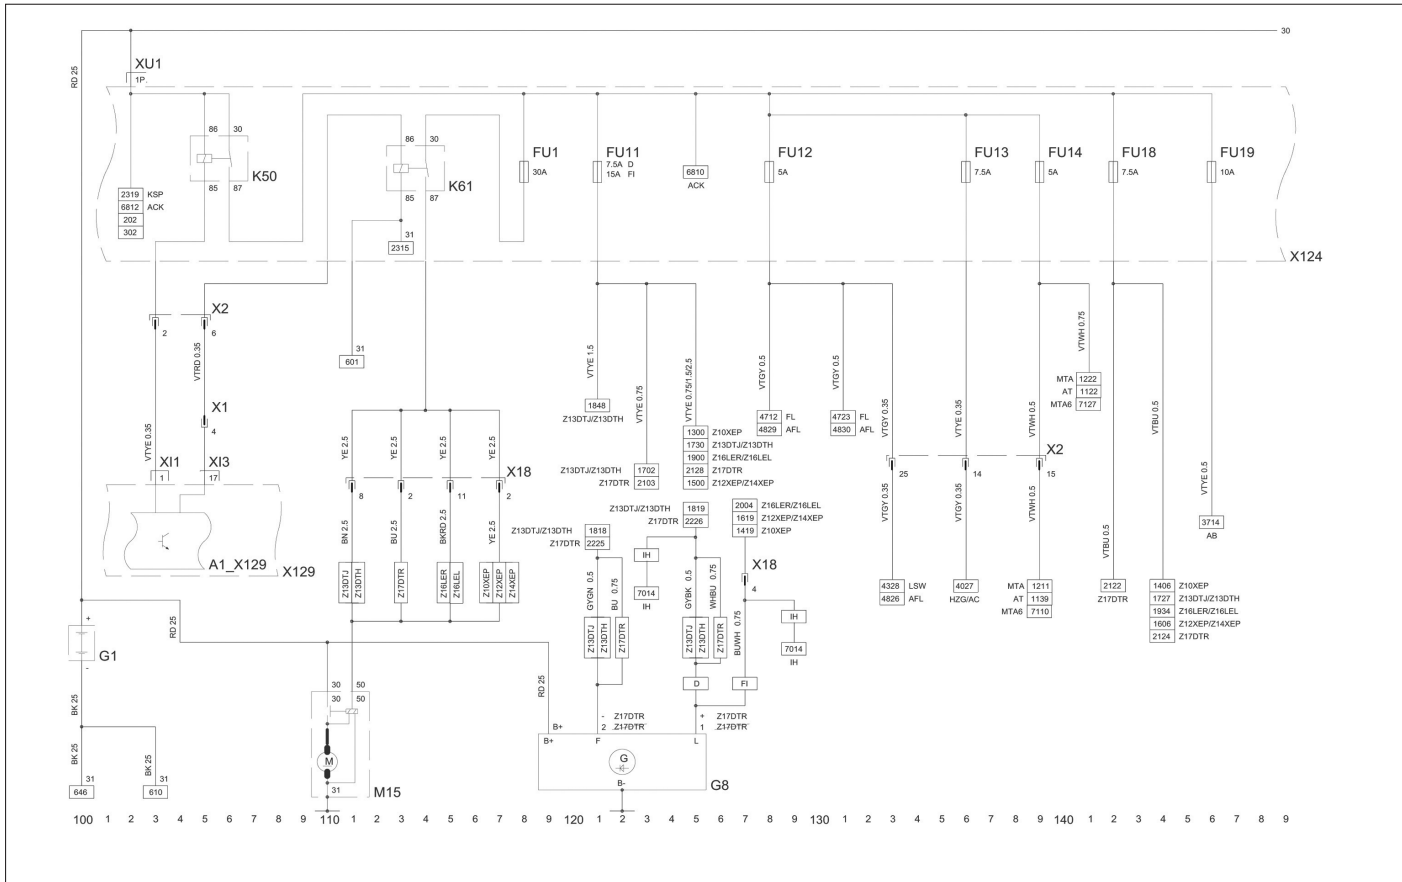 30
RD 25
XU1
1P.
86 30
K50
85 87
2319 KSP
6812 ACK
202
302
86 30
K61
85 87
31
2315
FU1
30A
FU11
7.5A D
15A FI
6810
ACK
FU12
5A
FU13
7.5A
FU14
5A
FU18
7.5A
FU19
10A
X124
X2
2 6
VTRD 0.35
X1
4
VTYE 0.35
XI1
1
XI3
17
A1_X129
X129
31
601
YE 2.5 YE 2.5 YE 2.5 YE 2.5
X18
8 2 11 2
BN 2.5 BU 2.5 BKRD 2.5 YE 2.5
Z13DTJ
Z13DTH
Z17DTR
Z16LER
Z16LEL
Z10XEP
Z12XEP
Z14XEP
VTYE 1.5
1848
Z13DTJ/Z13DTH
VTYE 0.75
Z13DTJ/Z13DTH 1702
Z17DTR 2103
VTYE 0.75/1.5/2.5
1300 Z10XEP
1730 Z13DTJ/Z13DTH
1900 Z16LER/Z16LEL
2128 Z17DTR
1500 Z12XEP/Z14XEP
VTGY 0.5
4712 FL
4829 AFL
VTGY 0.5
4723 FL
4830 AFL
VTGY 0.35
VTYE 0.35
VTWH 0.5
VTWH 0.75
MTA 1222
AT 1122
MTA6 7127
X2
25 14 15
VTGY 0.35 VTGY 0.35 VTWH 0.5
4328 LSW
4826 AFL
4027
HZG/AC
MTA 1211
AT 1139
MTA6 7110
VTBU 0.5
2122
Z17DTR
VTBU 0.5
1406 Z10XEP
1727 Z13DTJ/Z13DTH
1934 Z16LER/Z16LEL
1606 Z12XEP/Z14XEP
2124 Z17DTR
VTYE 0.5
3714
AB
Z13DTJ/Z13DTH 1818
Z17DTR 2225
GYGN 0.5
BU 0.75
Z13DTJ
Z13DTH
Z17DTR
Z13DTJ/Z13DTH 1819
Z17DTR 2226
IH
7014
IH
GYBK 0.5
WHBU 0.75
Z13DTJ
Z13DTH
Z17DTR
D
2004 Z16LER/Z16LEL
1619 Z12XEP/Z14XEP
1419 Z10XEP
X18
4
BUWH 0.75
IH
7014
IH
FI
+
G1
-
RD 25
BK 25
BK 25
BK 25
31
646
31
610
30 50
30 50
M
31
M15
RD 25
B+
- Z17DTR
2 Z17DTR
+ Z17DTR
1 Z17DTR
B+ F L
G
B-
G8
100 1 2 3 4 5 6 7 8 9 110 1 2 3 4 5 6 7 8 9 120 1 2 3 4 5 6 7 8 9 130 1 2 3 4 5 6 7 8 9 140 1 2 3 4 5 6 7 8 9